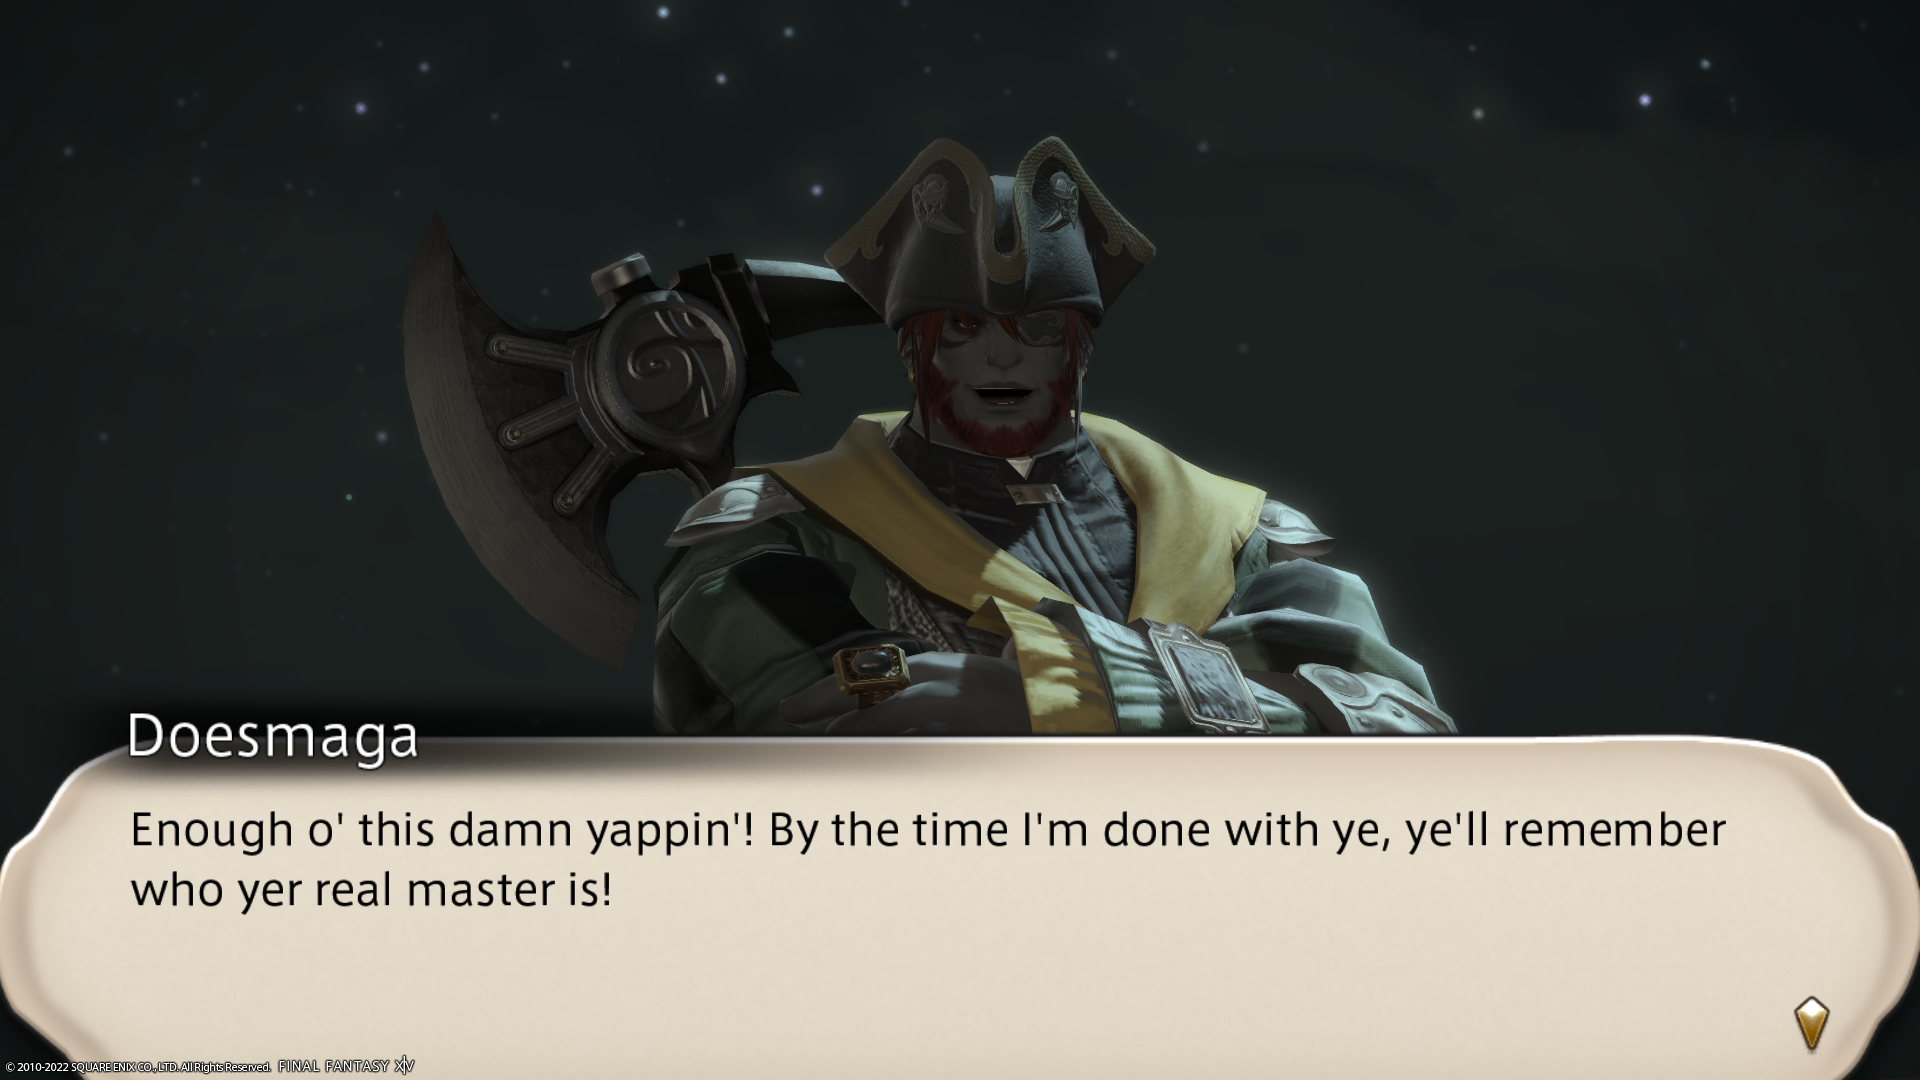 Doesmaga
Enough o' this damn yappin'! By the time I'm done with ye, ye'll remember
who yer real master is!
© 2010-2022 SQUARE ENIX CO., LTD. All Rights Reserved. FINAL FANTASY XIV